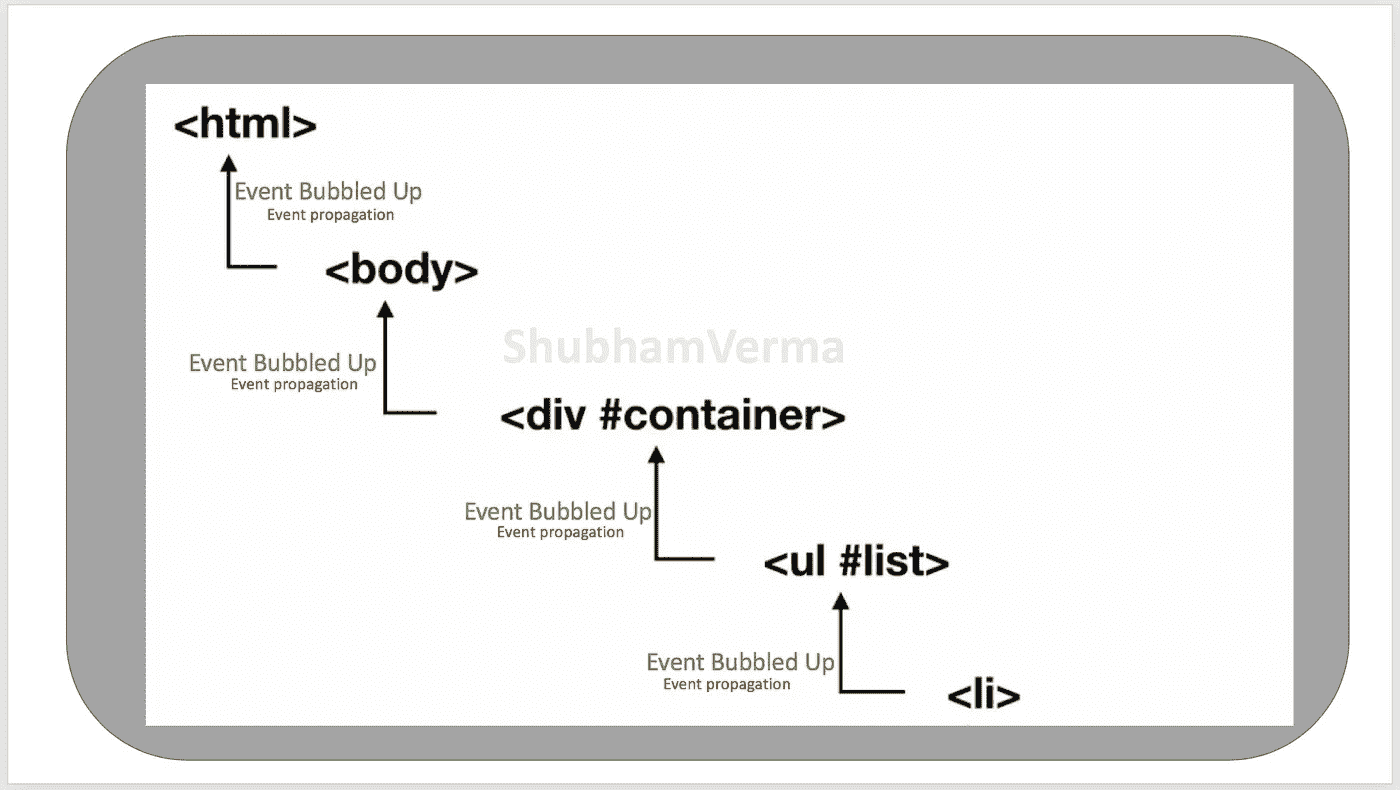 <html>
Event Bubbled Up
Event propagation
<body>
ShubhamVerma
Event Bubbled Up
Event propagation
<div #container>
Event Bubbled Up
Event propagation
<ul #list>
Event Bubbled Up
Event propagation
<li>